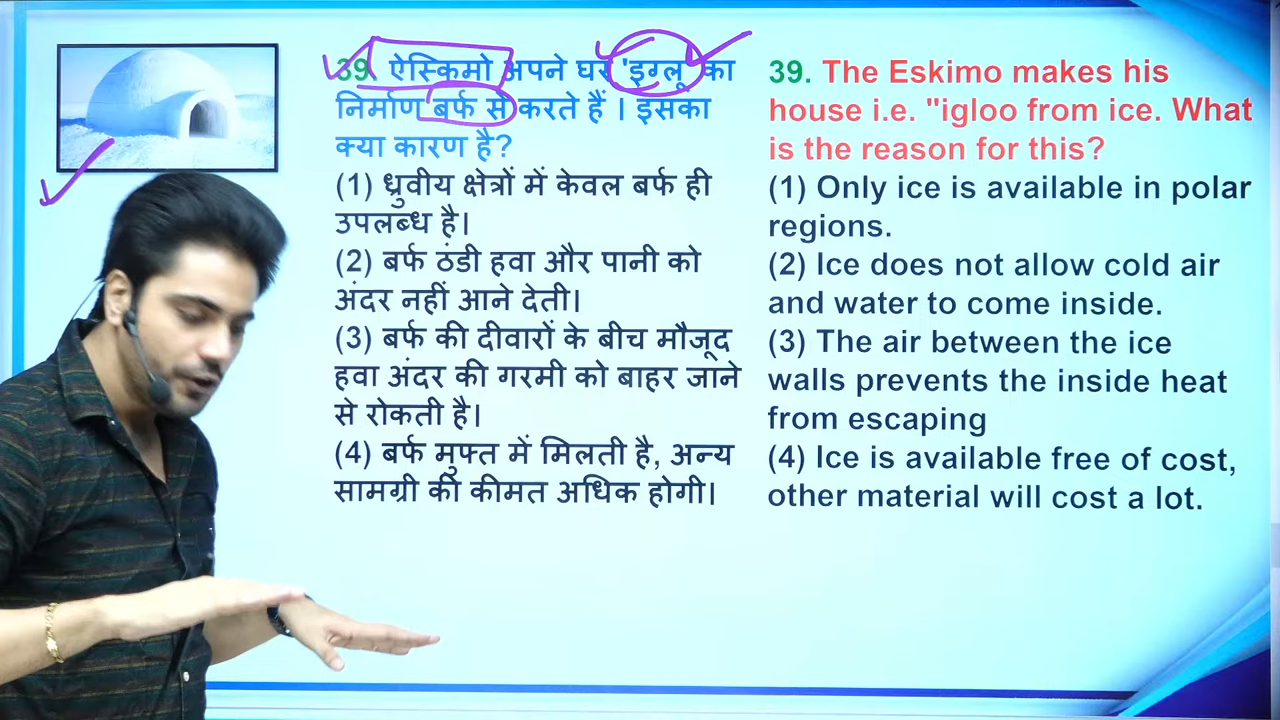 39. ऐस्किमो अपने घर 'इग्लू' का
निर्माण बर्फ से करते हैं । इसका
क्या कारण है?
(1) ध्रुवीय क्षेत्रों में केवल बर्फ ही
उपलब्ध है।
(2) बर्फ ठंडी हवा और पानी को
अंदर नहीं आने देती।
(3) बर्फ की दीवारों के बीच मौजूद
हवा अंदर की गरमी को बाहर जाने
से रोकती है।
(4) बर्फ मुफ्त में मिलती है, अन्य
सामग्री की कीमत अधिक होगी।
39. The Eskimo makes his
house i.e. "igloo from ice. What
is the reason for this?
(1) Only ice is available in polar
regions.
(2) Ice does not allow cold air
and water to come inside.
(3) The air between the ice
walls prevents the inside heat
from escaping
(4) Ice is available free of cost,
other material will cost a lot.